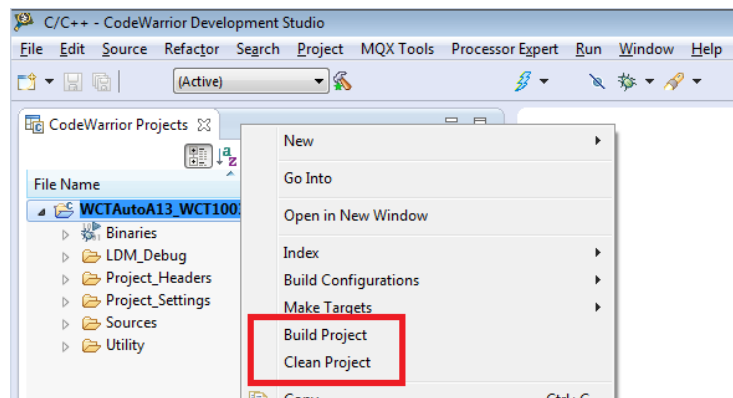 C/C++ - CodeWarrior Development Studio
File Edit Source Refactor Search Project MQX Tools Processor Expert Run Window Help
(Active)
CodeWarrior Projects
File Name
WCTAutoA13_WCT100
Binaries
LDM_Debug
Project_Headers
Project_Settings
Sources
Utility
New
Go Into
Open in New Window
Index
Build Configurations
Make Targets
Build Project
Clean Project